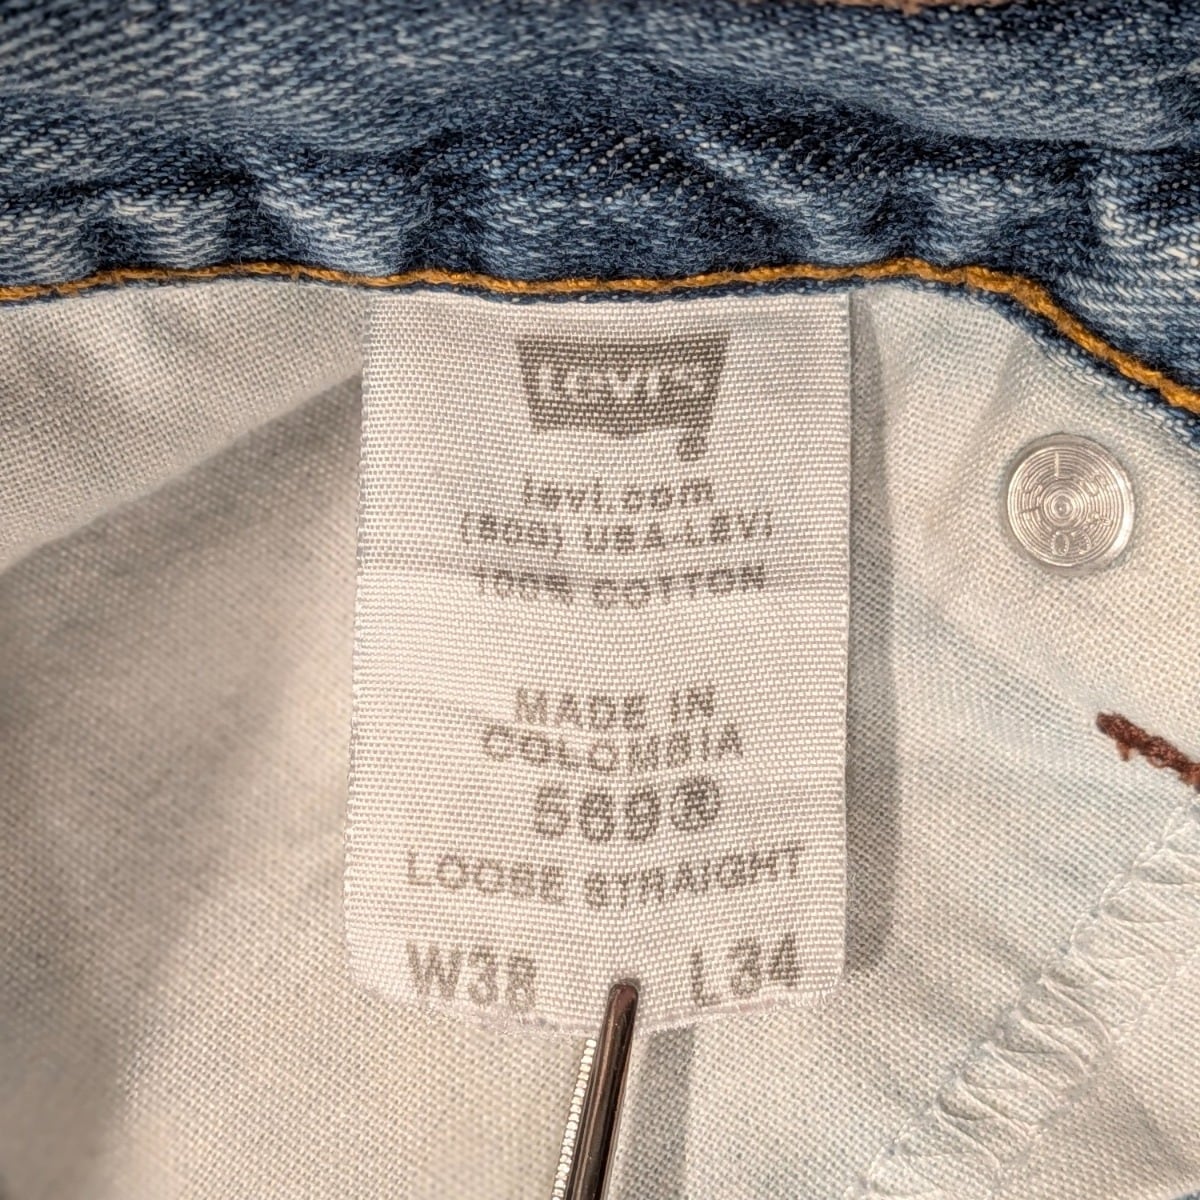 LEVI'S
®
levi.com
(800) USA-LEVI
100% COTTON
MADE IN
COLOMBIA
569®
LOOSE STRAIGHT
W38 L34